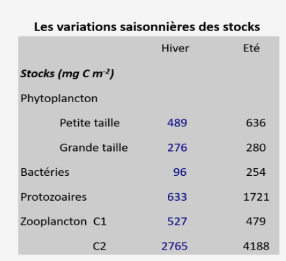 Les variations saisonnières des stocks
Hiver Eté
Stocks (mg C m⁻²)
Phytoplancton
Petite taille 489 636
Grande taille 276 280
Bactéries 96 254
Protozoaires 633 1721
Zooplancton C1 527 479
C2 2765 4188